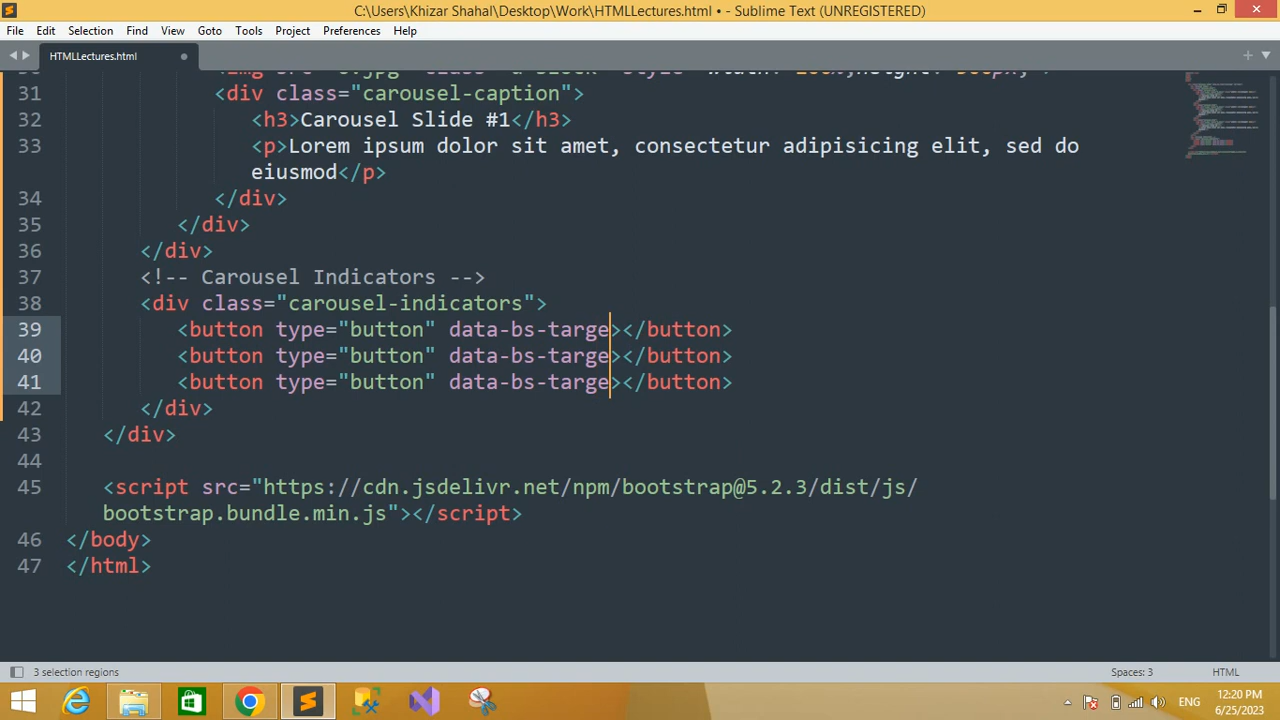 C:\Users\Khizar Shahal\Desktop\Work\HTMLLectures.html • - Sublime Text (UNREGISTERED)
File Edit Selection Find View Goto Tools Project Preferences Help
HTMLLectures.html
31 <div class="carousel-caption">
32 <h3>Carousel Slide #1</h3>
33 <p>Lorem ipsum dolor sit amet, consectetur adipisicing elit, sed do
eiusmod</p>
34 </div>
35 </div>
36 </div>
37 <!-- Carousel Indicators -->
38 <div class="carousel-indicators">
39 <button type="button" data-bs-targe></button>
40 <button type="button" data-bs-targe></button>
41 <button type="button" data-bs-targe></button>
42 </div>
43 </div>
44
45 <script src="https://cdn.jsdelivr.net/npm/bootstrap@5.2.3/dist/js/
bootstrap.bundle.min.js"></script>
46 </body>
47 </html>
3 selection regions Spaces: 3 HTML
ENG
12:20 PM
6/25/2023